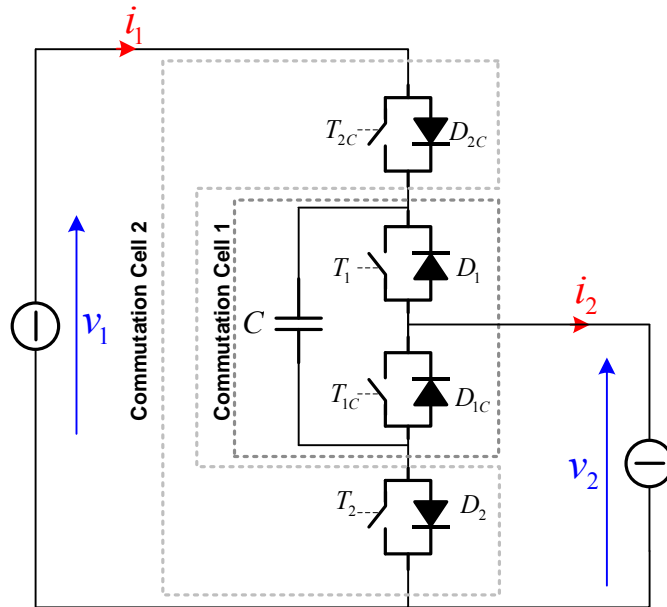 i₁
T₂C
D₂C
Commutation Cell 2
Commutation Cell 1
v₁
C
T₁
D₁
i₂
T₁C
D₁C
v₂
T₂
D₂